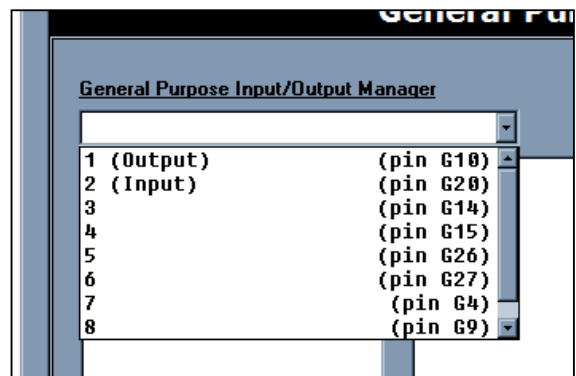 General Pur
General Purpose Input/Output Manager
1 (Output) (pin G10)
2 (Input) (pin G20)
3 (pin G14)
4 (pin G15)
5 (pin G26)
6 (pin G27)
7 (pin G4)
8 (pin G9)